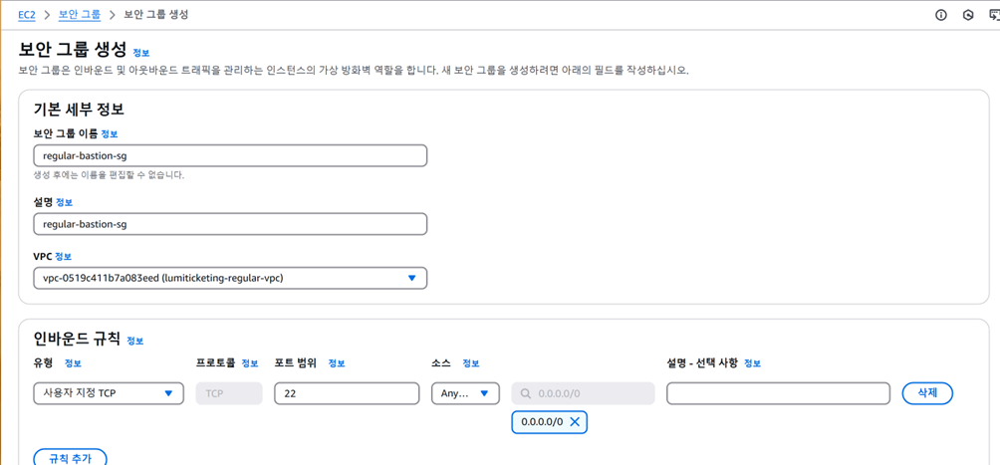 EC2 > 보안 그룹 > 보안 그룹 생성
보안 그룹 생성 정보
보안 그룹은 인바운드 및 아웃바운드 트래픽을 관리하는 인스턴스의 가상 방화벽 역할을 합니다. 새 보안 그룹을 생성하려면 아래의 필드를 작성하십시오.
기본 세부 정보
보안 그룹 이름 정보
regular-bastion-sg
생성 후에는 이름을 편집할 수 없습니다.
설명 정보
regular-bastion-sg
VPC 정보
vpc-0519c411b7a083eed (lumiticketing-regular-vpc)
인바운드 규칙 정보
유형 정보 프로토콜 정보 포트 범위 정보 소스 정보 설명 - 선택 사항 정보
사용자 지정 TCP TCP 22 Any... 0.0.0.0/0 삭제
0.0.0.0/0
규칙 추가